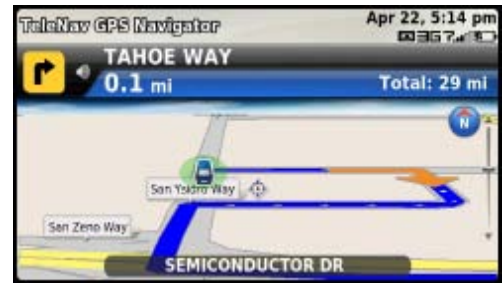 TeleNav GPS Navigator
Apr 22, 5:14 pm
3G
TAHOE WAY
0.1 mi
Total: 29 mi
N
San Ysidro Way
San Zeno Way
SEMICONDUCTOR DR